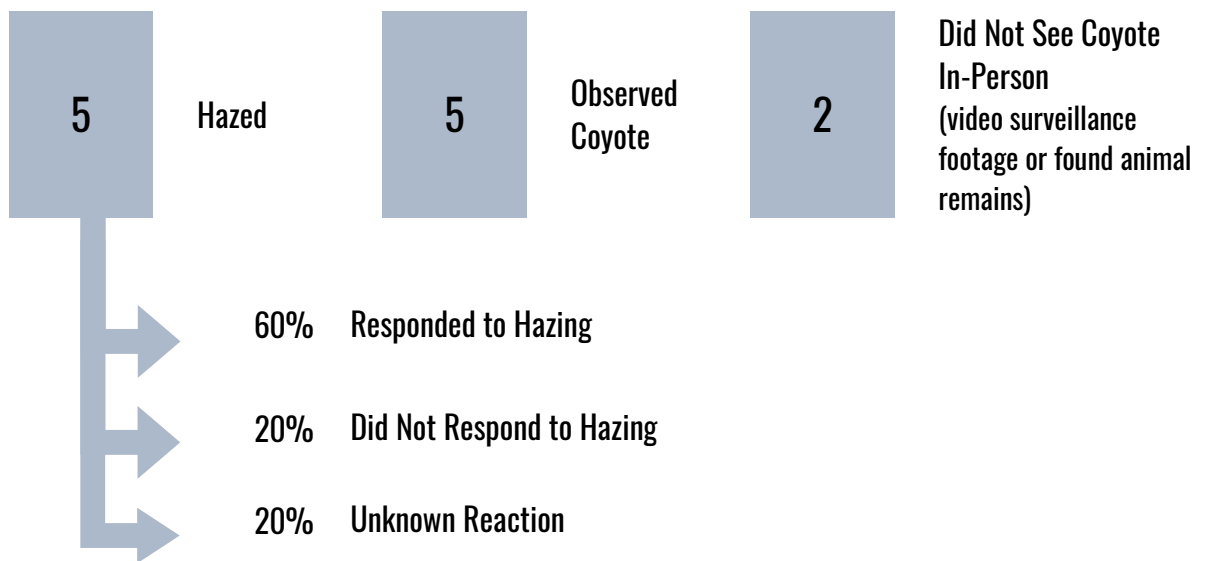 5
Hazed
5
Observed
Coyote
2
Did Not See Coyote
In-Person
(video surveillance
footage or found animal
remains)
60% Responded to Hazing
20% Did Not Respond to Hazing
20% Unknown Reaction